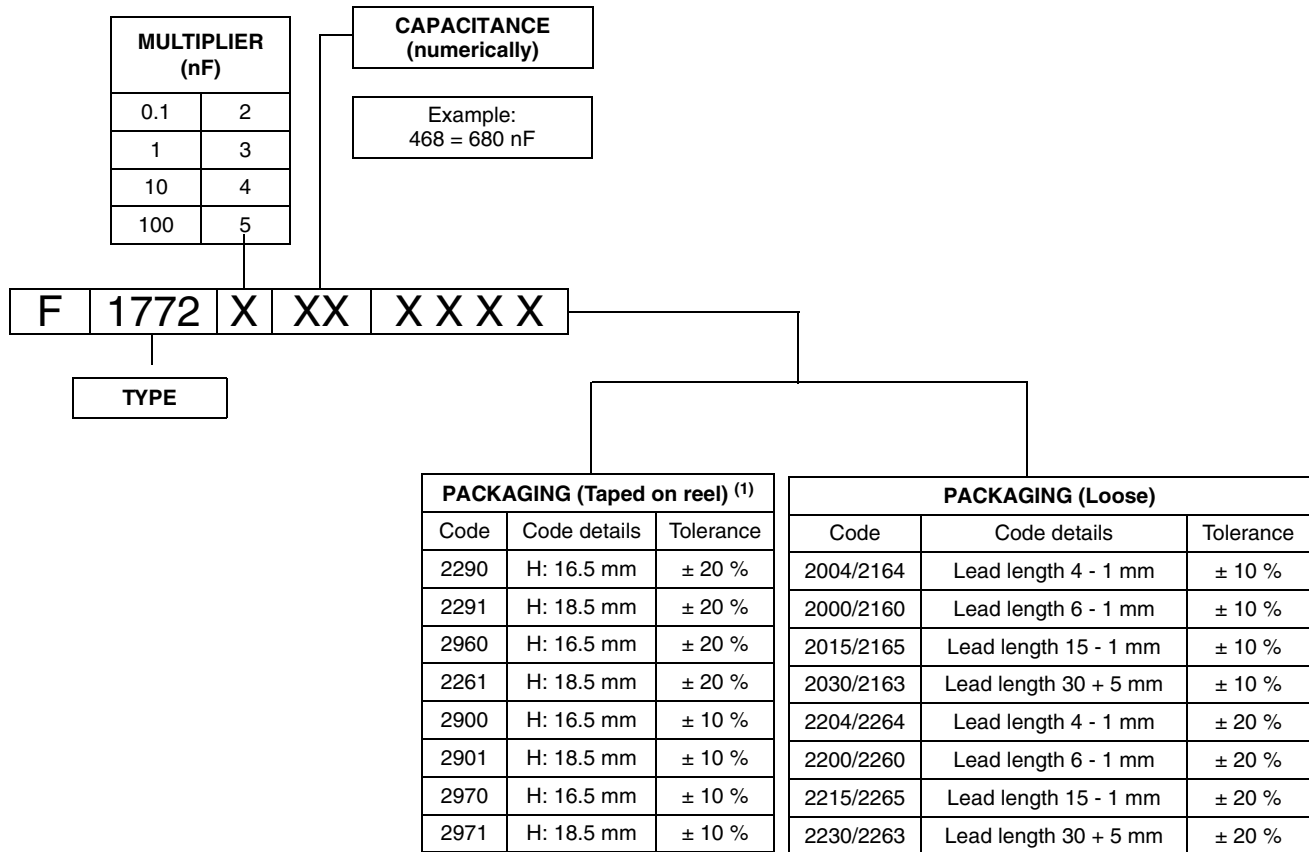 MULTIPLIER
(nF)
0.1 2
1 3
10 4
100 5
CAPACITANCE
(numerically)
Example:
468 = 680 nF
F 1772 X XX X X X X
TYPE
PACKAGING (Taped on reel) (1)
Code Code details Tolerance
2290 H: 16.5 mm ± 20 %
2291 H: 18.5 mm ± 20 %
2960 H: 16.5 mm ± 20 %
2261 H: 18.5 mm ± 20 %
2900 H: 16.5 mm ± 10 %
2901 H: 18.5 mm ± 10 %
2970 H: 16.5 mm ± 10 %
2971 H: 18.5 mm ± 10 %
PACKAGING (Loose)
Code Code details Tolerance
2004/2164 Lead length 4 - 1 mm ± 10 %
2000/2160 Lead length 6 - 1 mm ± 10 %
2015/2165 Lead length 15 - 1 mm ± 10 %
2030/2163 Lead length 30 + 5 mm ± 10 %
2204/2264 Lead length 4 - 1 mm ± 20 %
2200/2260 Lead length 6 - 1 mm ± 20 %
2215/2265 Lead length 15 - 1 mm ± 20 %
2230/2263 Lead length 30 + 5 mm ± 20 %